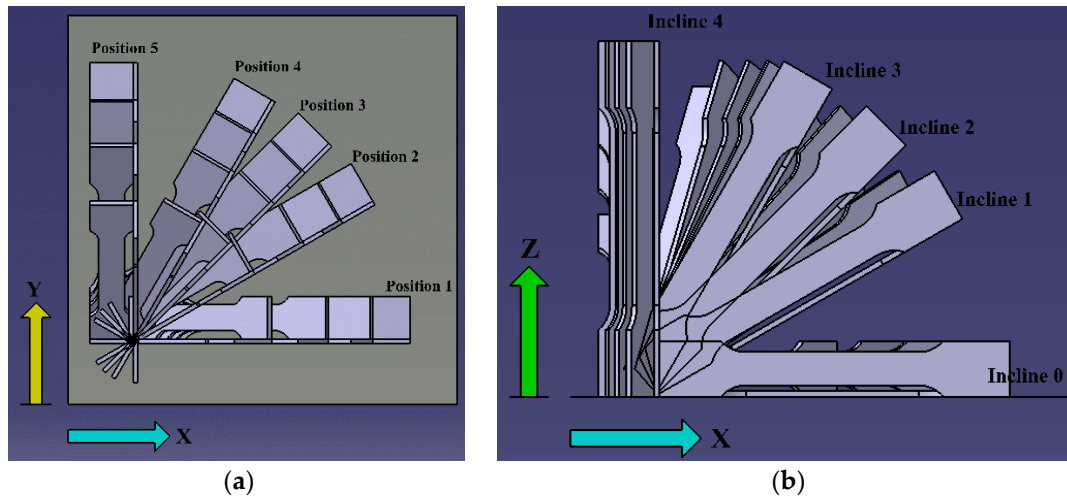 Position 5
Position 4
Position 3
Position 2
Position 1
Y
X
(a)
Incline 4
Incline 3
Incline 2
Incline 1
Z
Incline 0
X
(b)